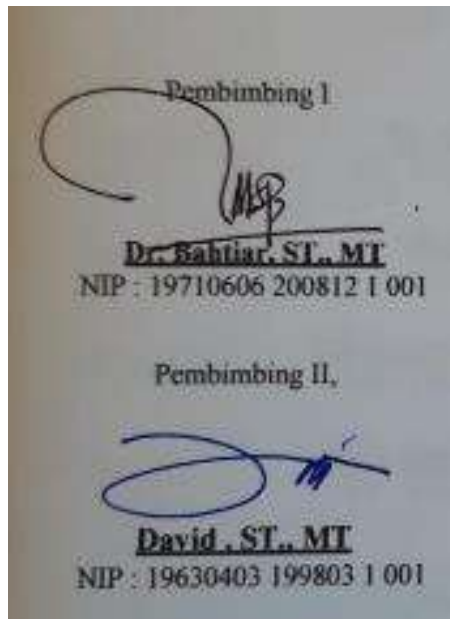 Pembimbing I
Dr. Bahtiar, ST., MT
NIP : 19710606 200812 1 001
Pembimbing II,
David , ST., MT
NIP : 19630403 199803 1 001